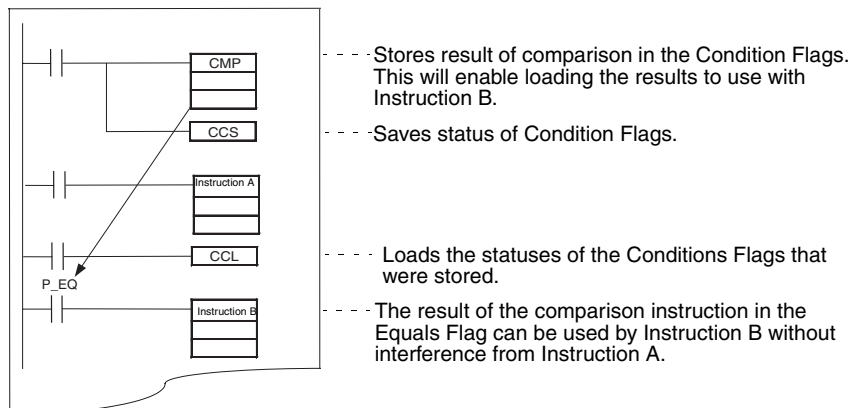 CMP
Stores result of comparison in the Condition Flags.
This will enable loading the results to use with
Instruction B.
CCS
Saves status of Condition Flags.
Instruction A
CCL
Loads the statuses of the Conditions Flags that
were stored.
P_EQ
Instruction B
The result of the comparison instruction in the
Equals Flag can be used by Instruction B without
interference from Instruction A.